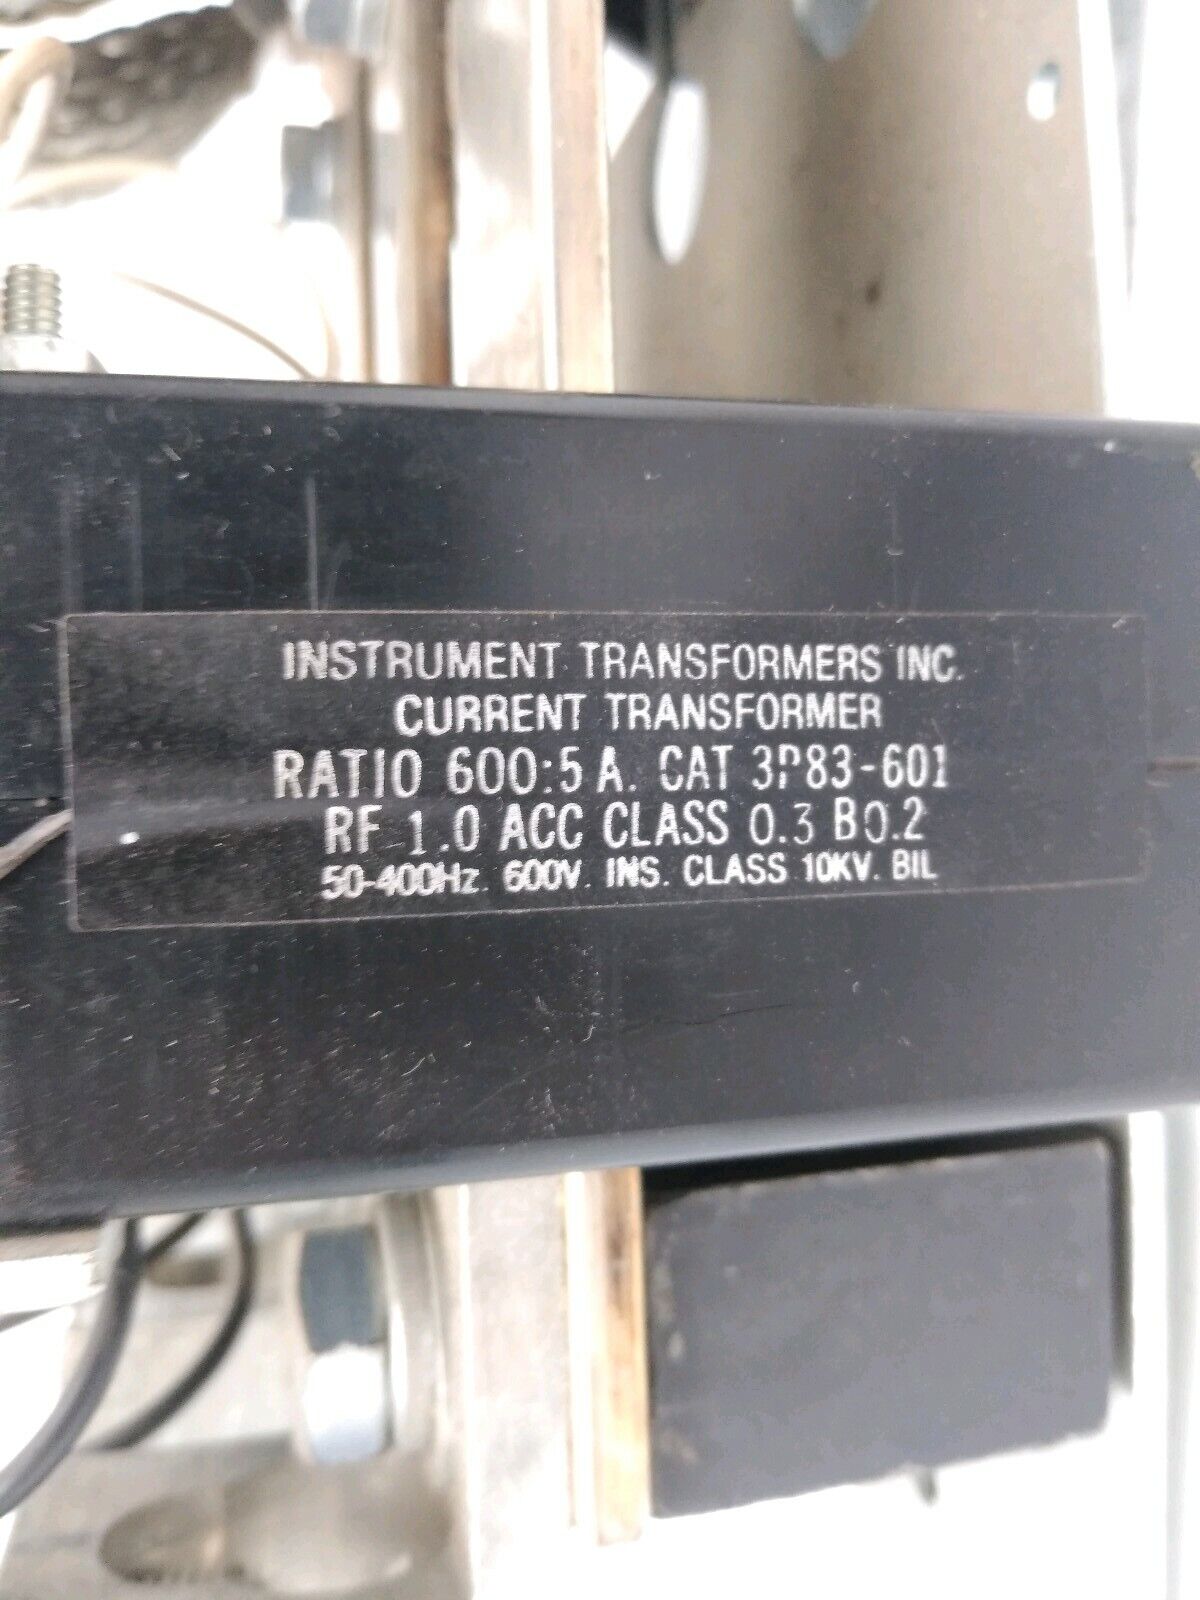 INSTRUMENT TRANSFORMERS INC.
CURRENT TRANSFORMER
RATIO 600:5 A. CAT 3P83-601
RF 1.0 ACC CLASS 0.3 B0.2
50-400Hz. 600V. INS. CLASS 10KV. BIL